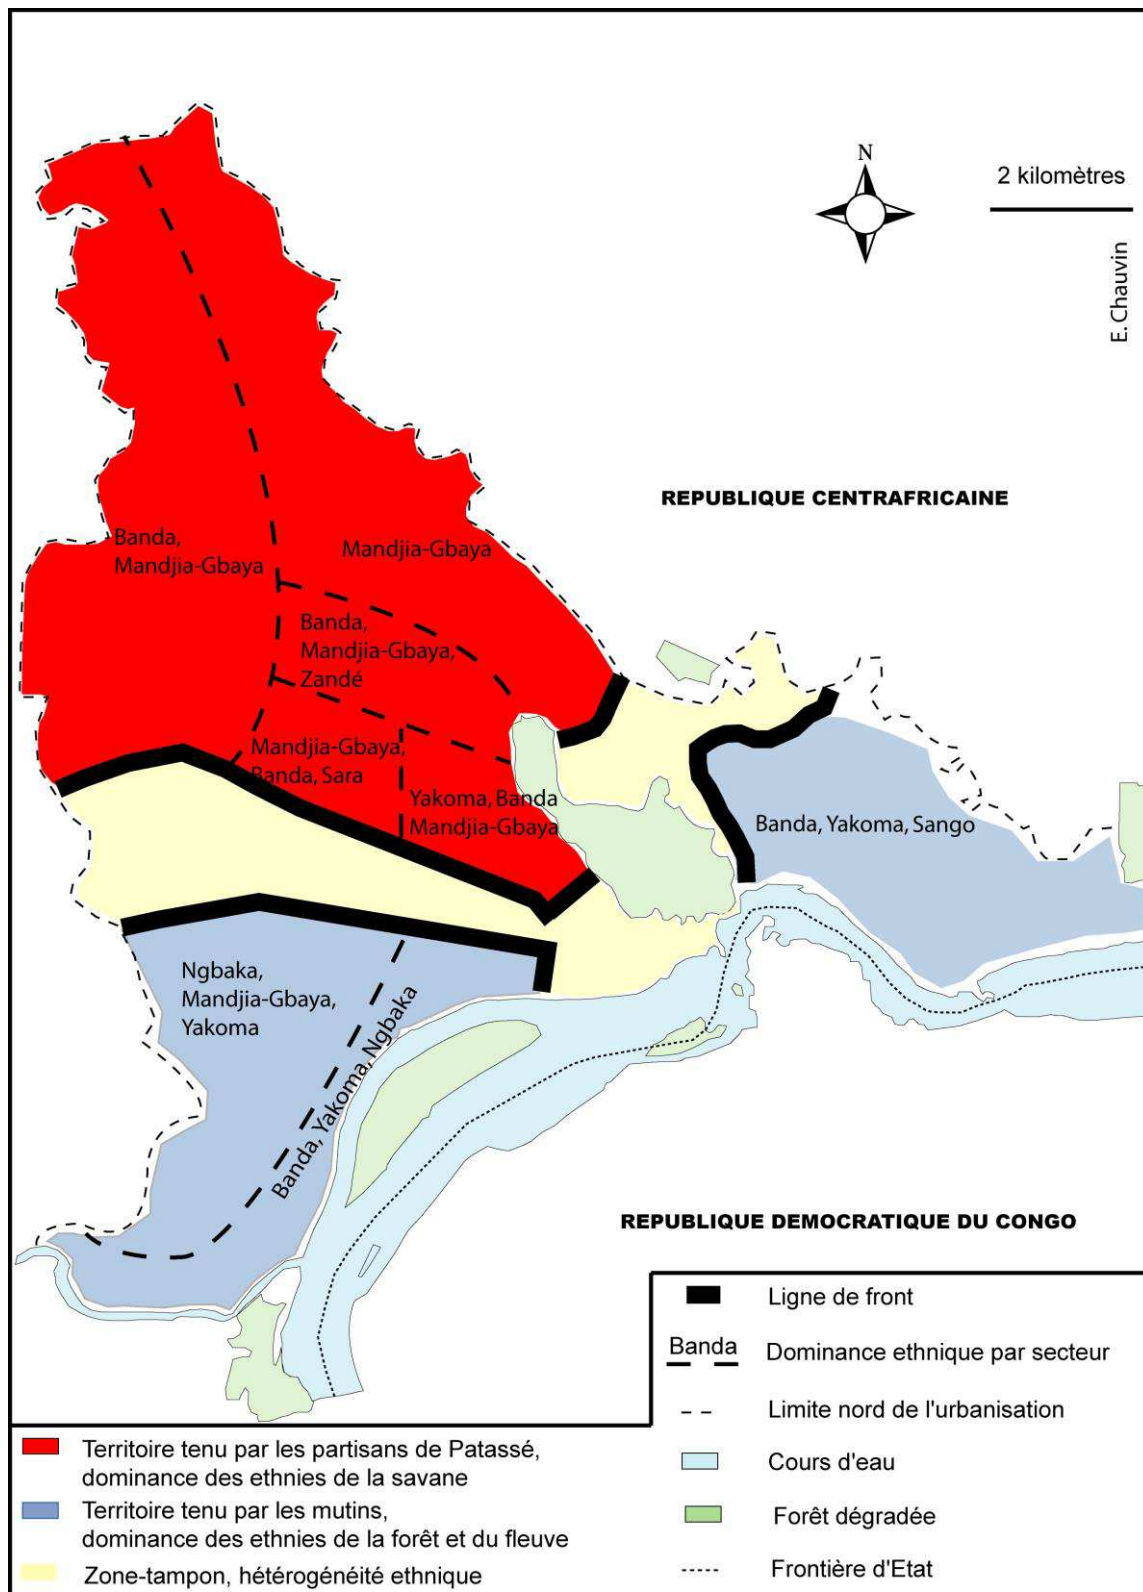 N
2 kilomètres
E. Chauvin
REPUBLIQUE CENTRAFRICAINE
Banda,
Mandjia-Gbaya
Mandjia-Gbaya
Banda,
Mandjia-Gbaya,
Zandé
Mandjia-Gbaya,
Banda, Sara
Yakoma, Banda
Mandjia-Gbaya
Banda, Yakoma, Sango
Ngbaka,
Mandjia-Gbaya,
Yakoma
Banda, Yakoma, Ngbaka
REPUBLIQUE DEMOCRATIQUE DU CONGO
Ligne de front
Banda
Dominance ethnique par secteur
Limite nord de l'urbanisation
Cours d'eau
Forêt dégradée
Frontière d'Etat
Territoire tenu par les partisans de Patassé,
dominance des ethnies de la savane
Territoire tenu par les mutins,
dominance des ethnies de la forêt et du fleuve
Zone-tampon, hétérogénéité ethnique